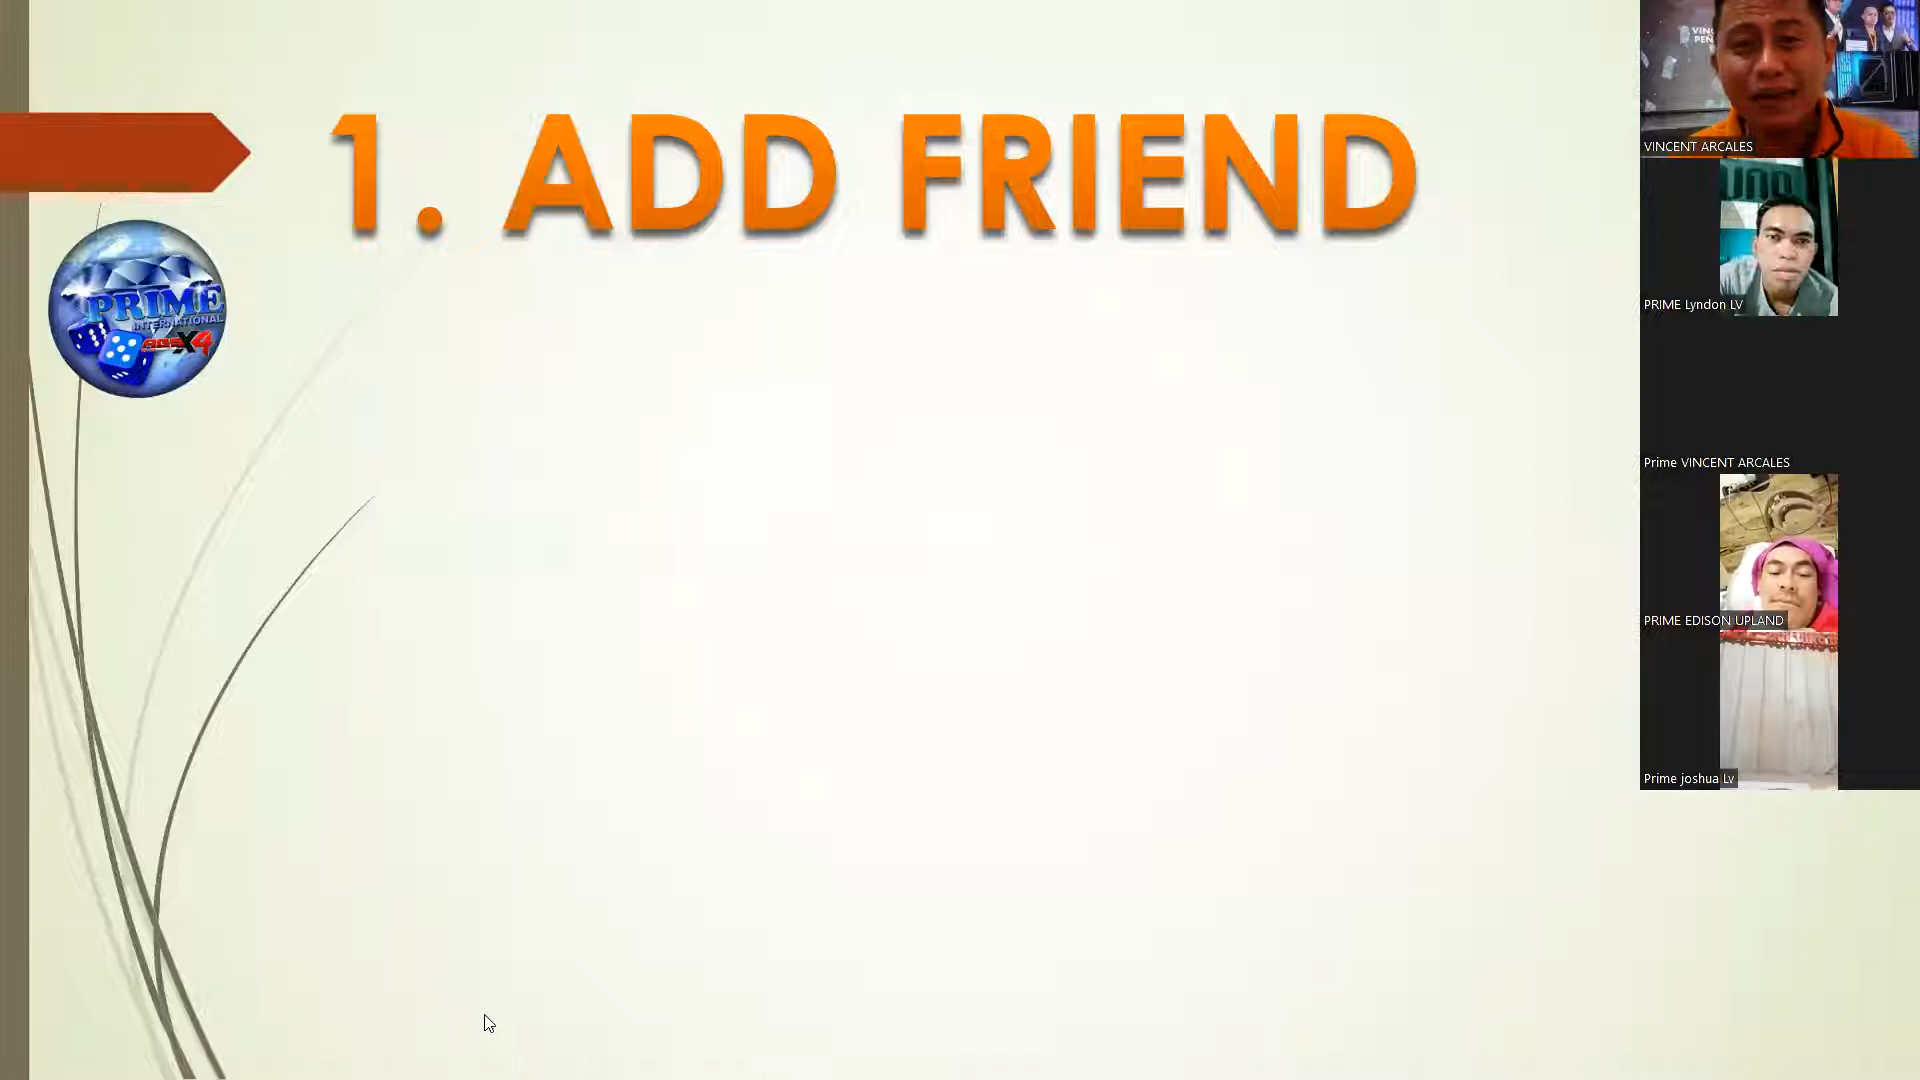 1. ADD FRIEND
PRIME
INTERNATIONAL
X4
VINCENT ARCALES
PRIME Lyndon LV
Prime VINCENT ARCALES
PRIME EDISON UPLAND
Prime joshua Lv